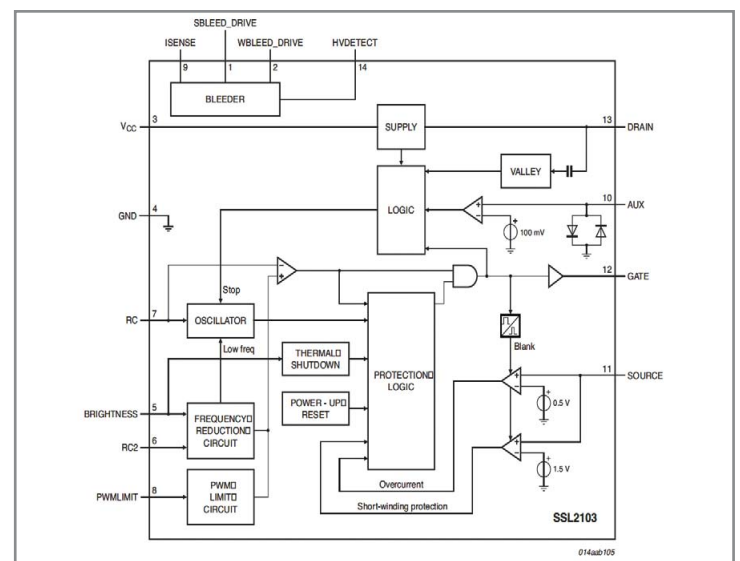 SBLEED_DRIVE
ISENSE WBLEED_DRIVE HVDETECT
9 1 2 14
BLEEDER
VCC 3 SUPPLY 13 DRAIN
VALLEY
4 LOGIC 10 AUX
GND 100 mV
12 GATE
Stop
RC 7 OSCILLATOR
Low freq THERMAL Blank
SHUTDOWN PROTECTION 11 SOURCE
LOGIC
BRIGHTNESS 5 FREQUENCY POWER - UP 0.5 V
REDUCTION RESET
RC2 6 CIRCUIT
1.5 V
PWMLIMIT 8 PWM Overcurrent
LIMIT
CIRCUIT Short-winding protection
SSL2103
014aab105